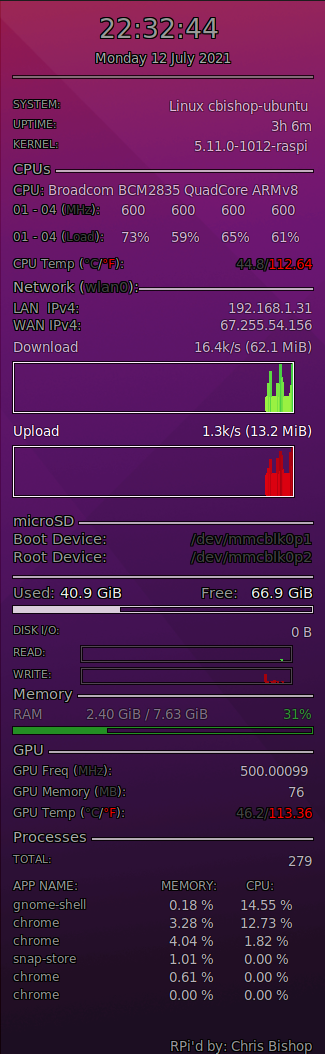 22:32:44
Monday 12 July 2021
SYSTEM: Linux cbishop-ubuntu
UPTIME: 3h 6m
KERNEL: 5.11.0-1012-raspi
CPUs
CPU: Broadcom BCM2835 QuadCore ARMv8
01 - 04 (MHz): 600 600 600 600
01 - 04 (Load): 73% 59% 65% 61%
CPU Temp (°C/°F): 44.8/112.64
Network (wlan0):
LAN IPv4: 192.168.1.31
WAN IPv4: 67.255.54.156
Download 16.4k/s (62.1 MiB)
Upload 1.3k/s (13.2 MiB)
microSD
Boot Device: /dev/mmcblk0p1
Root Device: /dev/mmcblk0p2
Used: 40.9 GiB Free: 66.9 GiB
DISK I/O: 0 B
READ:
WRITE:
Memory
RAM 2.40 GiB / 7.63 GiB 31%
GPU
GPU Freq (MHz): 500.00099
GPU Memory (MB): 76
GPU Temp (°C/°F): 46.2/113.36
Processes
TOTAL: 279
APP NAME: MEMORY: CPU:
gnome-shell 0.18 % 14.55 %
chrome 3.28 % 12.73 %
chrome 4.04 % 1.82 %
snap-store 1.01 % 0.00 %
chrome 0.61 % 0.00 %
chrome 0.00 % 0.00 %
RPi'd by: Chris Bishop